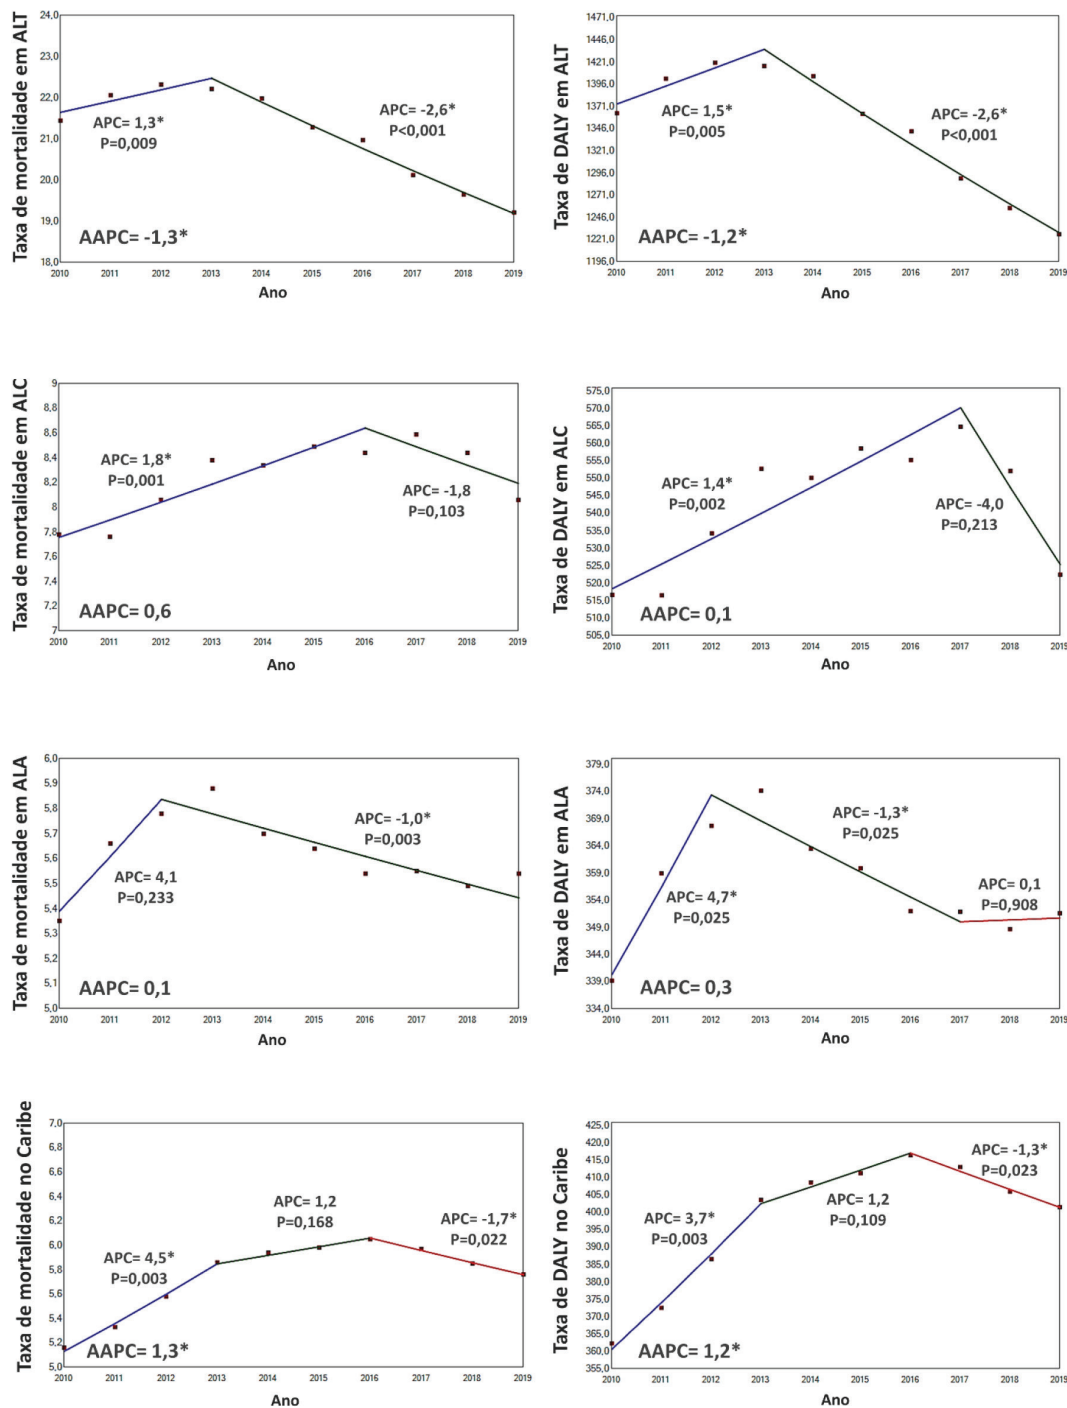 Taxa de mortalidade em ALT
24,0
23,0
22,0
21,0
20,0
19,0
18,0
APC= 1,3*
P=0,009
APC= -2,6*
P<0,001
AAPC= -1,3*
2010 2011 2012 2013 2014 2015 2016 2017 2018 2019
Ano
Taxa de DALY em ALT
1471,0
1446,0
1421,0
1396,0
1371,0
1346,0
1321,0
1296,0
1271,0
1246,0
1221,0
1196,0
APC= 1,5*
P=0,005
APC= -2,6*
P<0,001
AAPC= -1,2*
2010 2011 2012 2013 2014 2015 2016 2017 2018 2019
Ano
Taxa de mortalidade em ALC
9
8,8
8,6
8,4
8,2
8
7,8
7,6
7,4
7,2
7
APC= 1,8*
P=0,001
APC= -1,8
P=0,103
AAPC= 0,6
2010 2011 2012 2013 2014 2015 2016 2017 2018 2019
Ano
Taxa de DALY em ALC
575,0
570,0
565,0
560,0
555,0
550,0
545,0
540,0
535,0
530,0
525,0
520,0
515,0
510,0
505,0
APC= 1,4*
P=0,002
APC= -4,0
P=0,213
AAPC= 0,1
2010 2011 2012 2013 2014 2015 2016 2017 2018 2019
Ano
Taxa de mortalidade em ALA
6,0
5,9
5,8
5,7
5,6
5,5
5,4
5,3
5,2
5,1
5,0
APC= 4,1
P=0,233
APC= -1,0*
P=0,003
AAPC= 0,1
2010 2011 2012 2013 2014 2015 2016 2017 2018 2019
Ano
Taxa de DALY em ALA
379,0
374,0
369,0
364,0
359,0
354,0
349,0
344,0
339,0
334,0
APC= 4,7*
P=0,025
APC= -1,3*
P=0,025
APC= 0,1
P=0,908
AAPC= 0,3
2010 2011 2012 2013 2014 2015 2016 2017 2018 2019
Ano
Taxa de mortalidade no Caribe
7,0
6,8
6,6
6,4
6,2
6,0
5,8
5,6
5,4
5,2
5,0
APC= 4,5*
P=0,003
APC= 1,2
P=0,168
APC= -1,7*
P=0,022
AAPC= 1,3*
2010 2011 2012 2013 2014 2015 2016 2017 2018 2019
Ano
Taxa de DALY no Caribe
425,0
420,0
415,0
410,0
405,0
400,0
395,0
390,0
385,0
380,0
375,0
370,0
365,0
360,0
355,0
APC= 3,7*
P=0,003
APC= 1,2
P=0,109
APC= -1,3*
P=0,023
AAPC= 1,2*
2010 2011 2012 2013 2014 2015 2016 2017 2018 2019
Ano